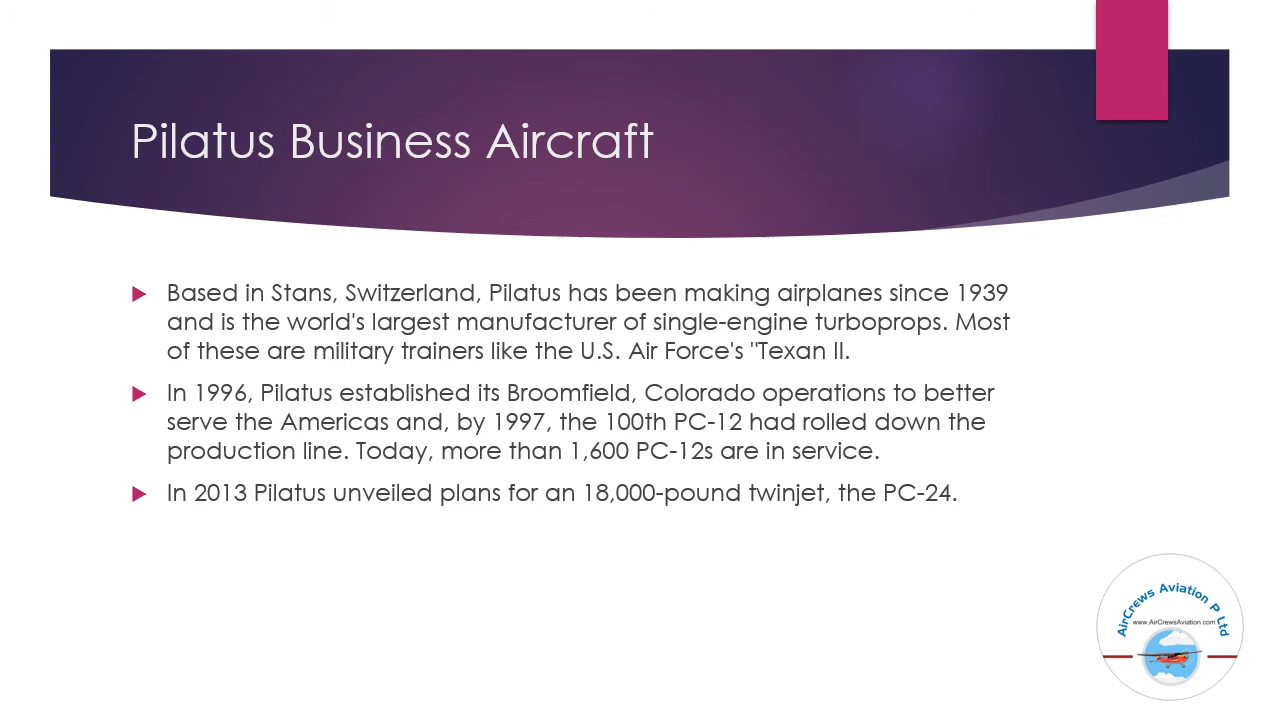 Pilatus Business Aircraft
Based in Stans, Switzerland, Pilatus has been making airplanes since 1939
and is the world's largest manufacturer of single-engine turboprops. Most
of these are military trainers like the U.S. Air Force's "Texan II.
In 1996, Pilatus established its Broomfield, Colorado operations to better
serve the Americas and, by 1997, the 100th PC-12 had rolled down the
production line. Today, more than 1,600 PC-12s are in service.
In 2013 Pilatus unveiled plans for an 18,000-pound twinjet, the PC-24.
AirCrews Aviation P Ltd
www.AirCrewsAviation.com